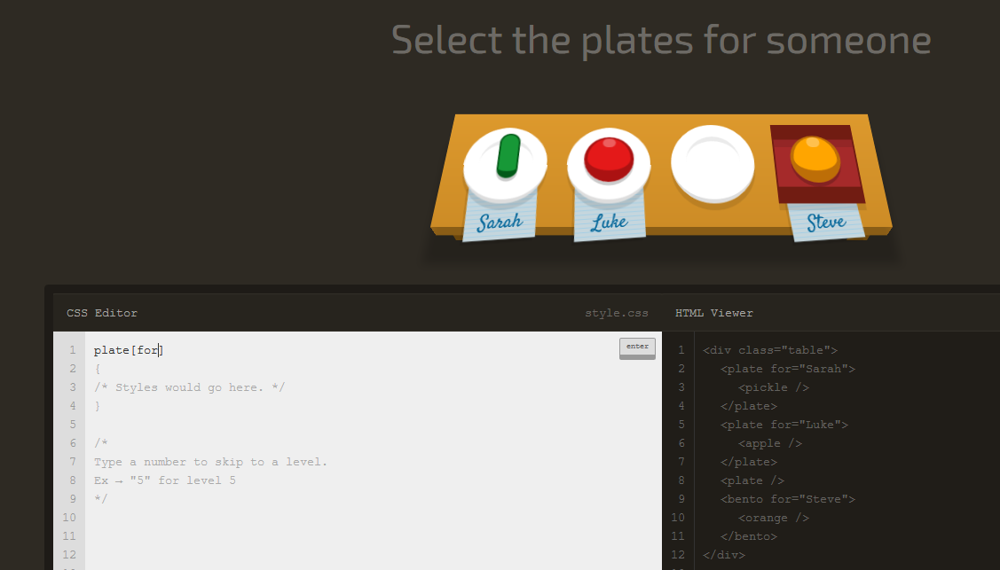 Select the plates for someone
Sarah
Luke
Steve
CSS Editor
style.css
1 plate[for]
enter
2 {
3 /* Styles would go here. */
4 }
5
6 /*
7 Type a number to skip to a level.
8 Ex → "5" for level 5
9 */
10
11
12
HTML Viewer
1 <div class="table">
2 <plate for="Sarah">
3 <pickle />
4 </plate>
5 <plate for="Luke">
6 <apple />
7 </plate>
8 <plate />
9 <bento for="Steve">
10 <orange />
11 </bento>
12 </div>